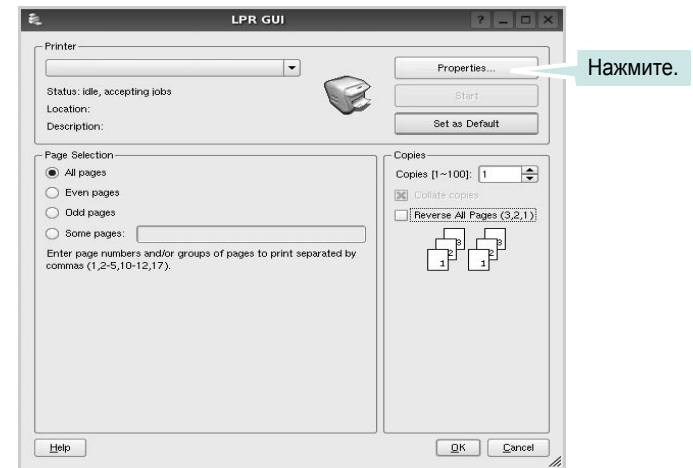 LPR GUI
Printer
Properties...
Нажмите.
Status: idle, accepting jobs
Start
Location:
Description:
Set as Default
Page Selection
Copies
All pages
Copies [1~100]: 1
Even pages
Collate copies
Odd pages
Reverse All Pages (3,2,1)
Some pages:
Enter page numbers and/or groups of pages to print separated by
commas (1,2-5,10-12,17).
3 3
2 2
1 1
Help
OK
Cancel